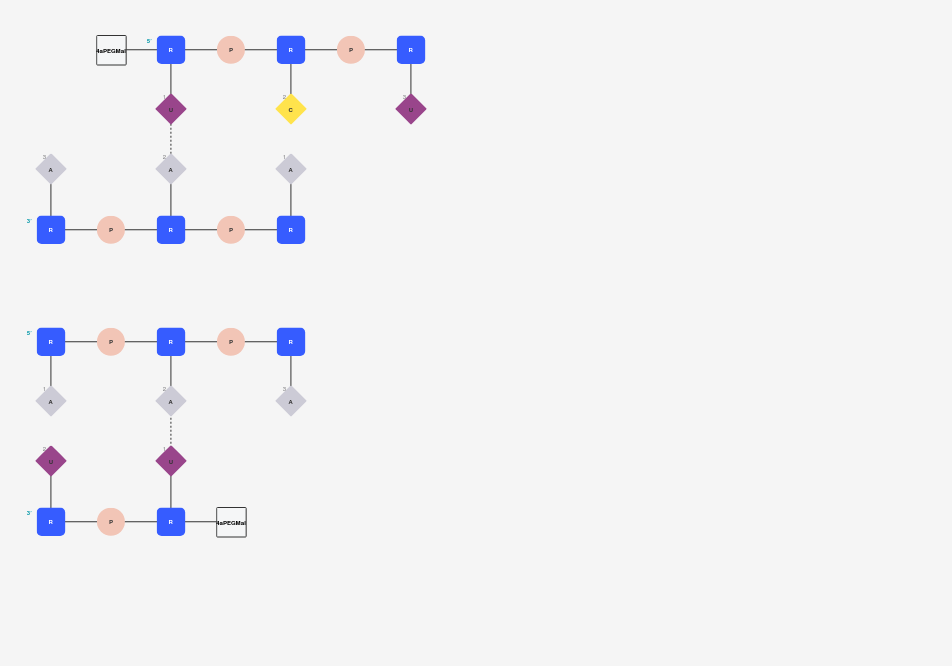 5'
4aPEGMal R P R P R
1 2 3
U C U
3 2 1
A A A
3'
R P R P R
5'
R P R P R
1 2 3
A A A
2 1
U U
3'
R P R 4aPEGMal